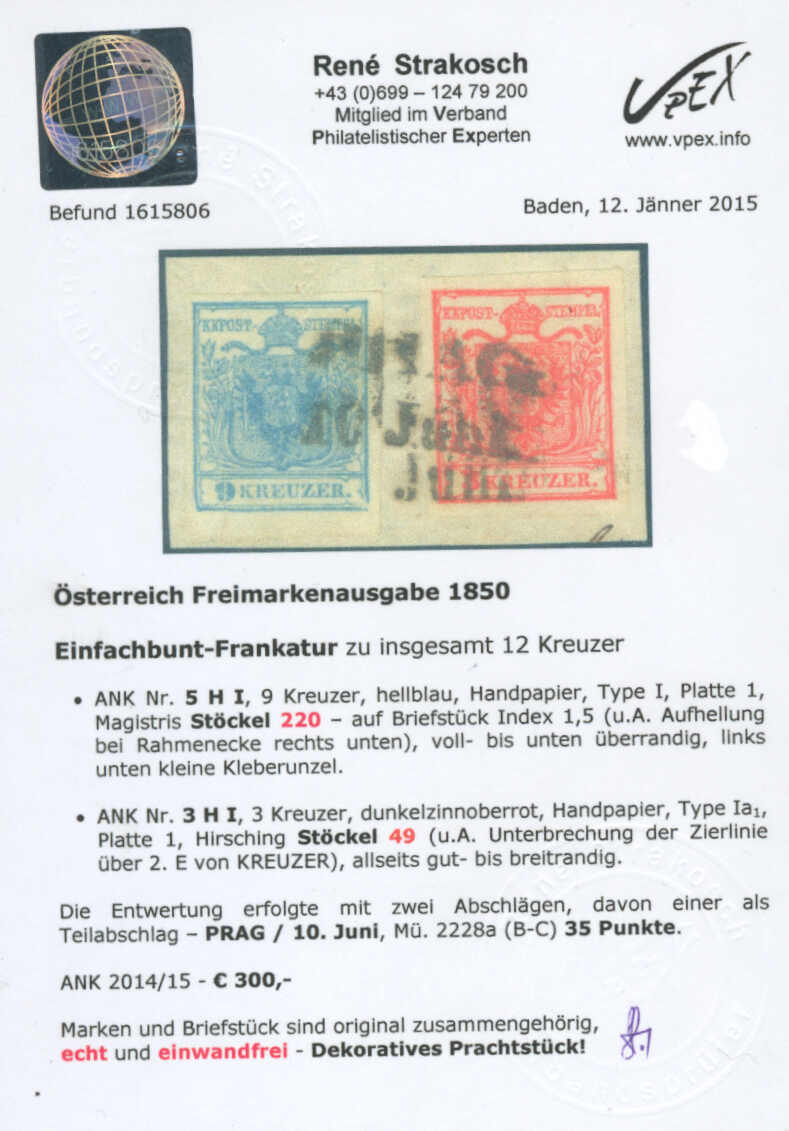 René Strakosch
+43 (0)699 – 124 79 200
Mitglied im Verband
Philatelistischer Experten
VPEX
www.vpex.info
Befund 1615806
Baden, 12. Jänner 2015
KKPOST-STEMPEL
9 KREUZER.
KKPOST-STEMPEL
3 KREUZER.
PRAG
10 Juni
Juni
Österreich Freimarkenausgabe 1850
Einfachbunt-Frankatur zu insgesamt 12 Kreuzer
• ANK Nr. 5 H I, 9 Kreuzer, hellblau, Handpapier, Type I, Platte 1,
Magistris Stöckel 220 – auf Briefstück Index 1,5 (u.A. Aufhellung
bei Rahmenecke rechts unten), voll- bis unten überrandig, links
unten kleine Kleberunzel.
• ANK Nr. 3 H I, 3 Kreuzer, dunkelzinnoberrot, Handpapier, Type Ia₁,
Platte 1, Hirsching Stöckel 49 (u.A. Unterbrechung der Zierlinie
über 2. E von KREUZER), allseits gut- bis breitrandig.
Die Entwertung erfolgte mit zwei Abschlägen, davon einer als
Teilabschlag – PRAG / 10. Juni, Mü. 2228a (B-C) 35 Punkte.
ANK 2014/15 - € 300,-
Marken und Briefstück sind original zusammengehörig,
echt und einwandfrei - Dekoratives Prachtstück!